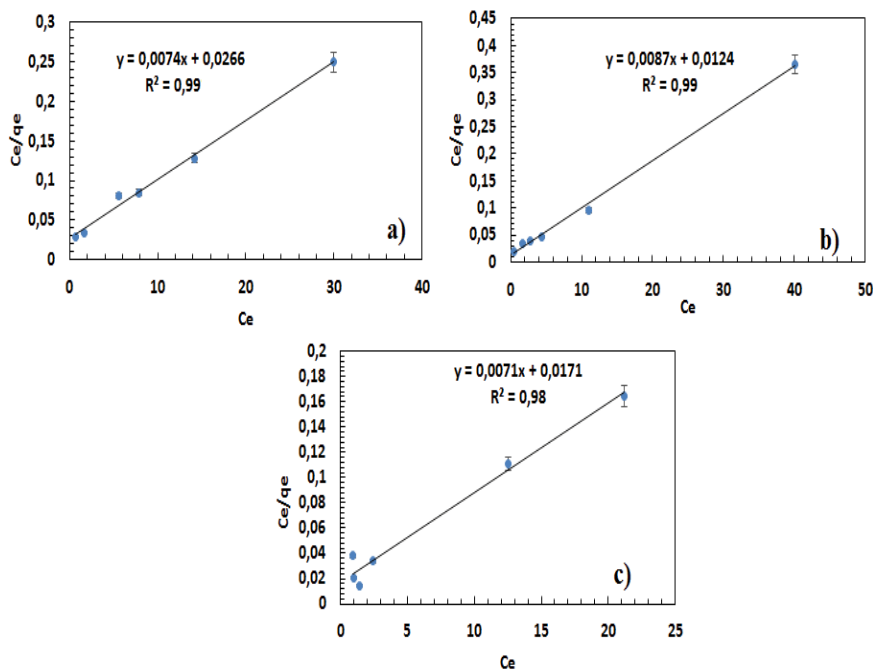 0,3
0,25
0,2
0,15
0,1
0,05
0
Ce/qe
y = 0,0074x + 0,0266
R² = 0,99
a)
0 10 20 30 40
Ce
0,45
0,4
0,35
0,3
0,25
0,2
0,15
0,1
0,05
0
Ce/qe
y = 0,0087x + 0,0124
R² = 0,99
b)
0 10 20 30 40 50
Ce
0,2
0,18
0,16
0,14
0,12
0,1
0,08
0,06
0,04
0,02
0
Ce/qe
y = 0,0071x + 0,0171
R² = 0,98
c)
0 5 10 15 20 25
Ce